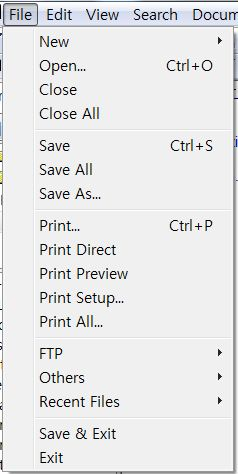 File Edit View Search Docum
New
Open... Ctrl+O
Close
Close All
Save Ctrl+S
Save All
Save As...
Print... Ctrl+P
Print Direct
Print Preview
Print Setup...
Print All...
FTP
Others
Recent Files
Save & Exit
Exit